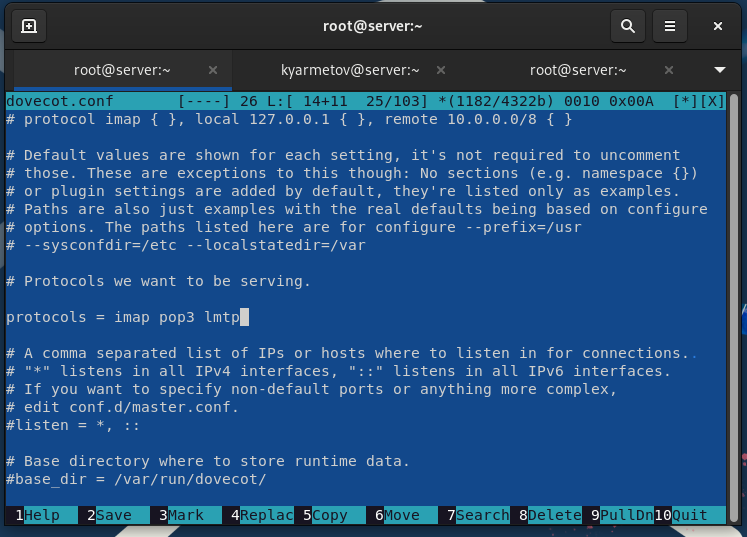 root@server:~
root@server:~ × kyarmetov@server:~ × root@server:~ ×
dovecot.conf [----] 26 L:[ 14+11 25/103] *(1182/4322b) 0010 0x00A [*][X]
# protocol imap { }, local 127.0.0.1 { }, remote 10.0.0.0/8 { }
# Default values are shown for each setting, it's not required to uncomment
# those. These are exceptions to this though: No sections (e.g. namespace {})
# or plugin settings are added by default, they're listed only as examples.
# Paths are also just examples with the real defaults being based on configure
# options. The paths listed here are for configure --prefix=/usr
# --sysconfdir=/etc --localstatedir=/var
# Protocols we want to be serving.
protocols = imap pop3 lmtp
# A comma separated list of IPs or hosts where to listen in for connections..
# "*" listens in all IPv4 interfaces, "::" listens in all IPv6 interfaces.
# If you want to specify non-default ports or anything more complex,
# edit conf.d/master.conf.
#listen = *, ::
# Base directory where to store runtime data.
#base_dir = /var/run/dovecot/
1Help 2Save 3Mark 4Replac 5Copy 6Move 7Search 8Delete 9PullDn 10Quit